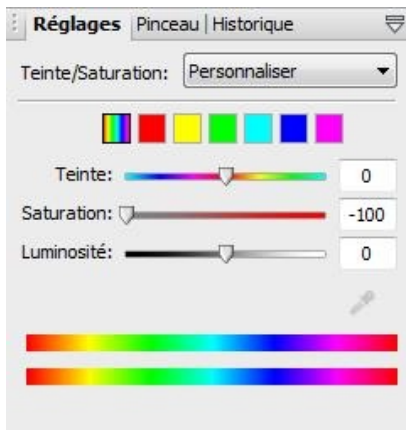 Réglages Pinceau | Historique
Teinte/Saturation: Personnaliser
Teinte: 0
Saturation: -100
Luminosité: 0